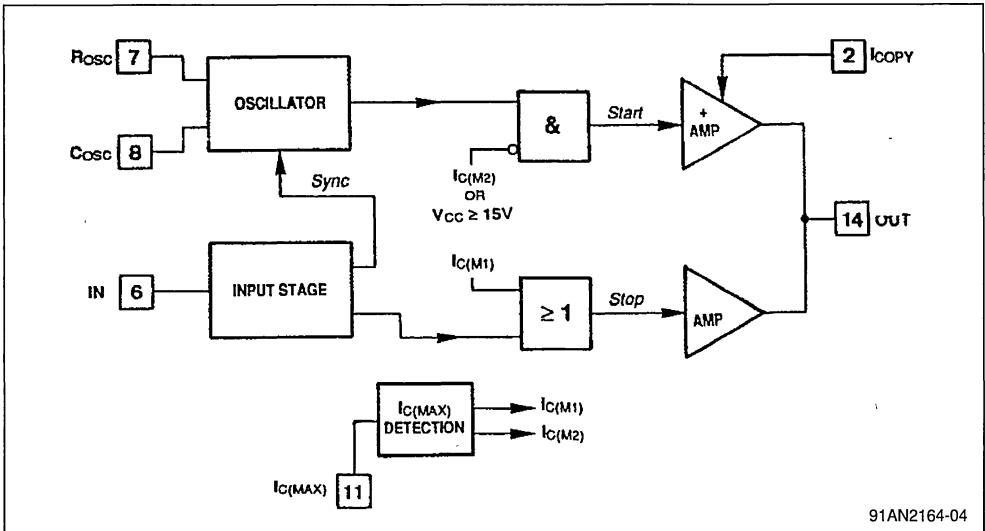 ROSC 7
2 ICOPY
OSCILLATOR
&
Start
+
AMP
COSC 8
Sync
IC(M2)
OR
VCC ≥ 15V
14 OUT
IC(M1)
IN 6
INPUT STAGE
≥ 1
Stop
AMP
IC(MAX)
DETECTION
IC(M1)
IC(M2)
IC(MAX) 11
91AN2164-04